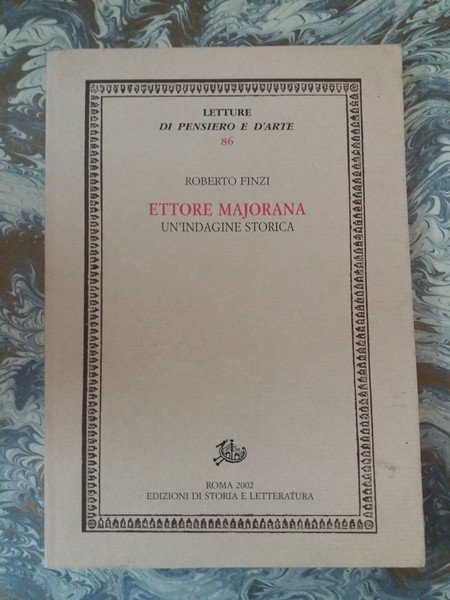 LETTURE
DI PENSIERO E D'ARTE
86
ROBERTO FINZI
ETTORE MAJORANA
UN'INDAGINE STORICA
ROMA 2002
EDIZIONI DI STORIA E LETTERATURA